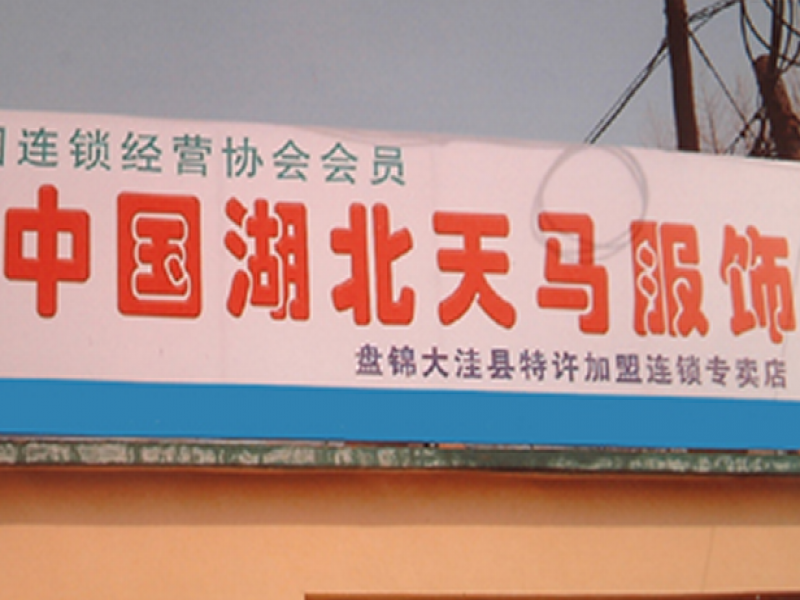 连锁经营协会会员
中国湖北天马服饰
盘锦大洼县特许加盟连锁专卖店